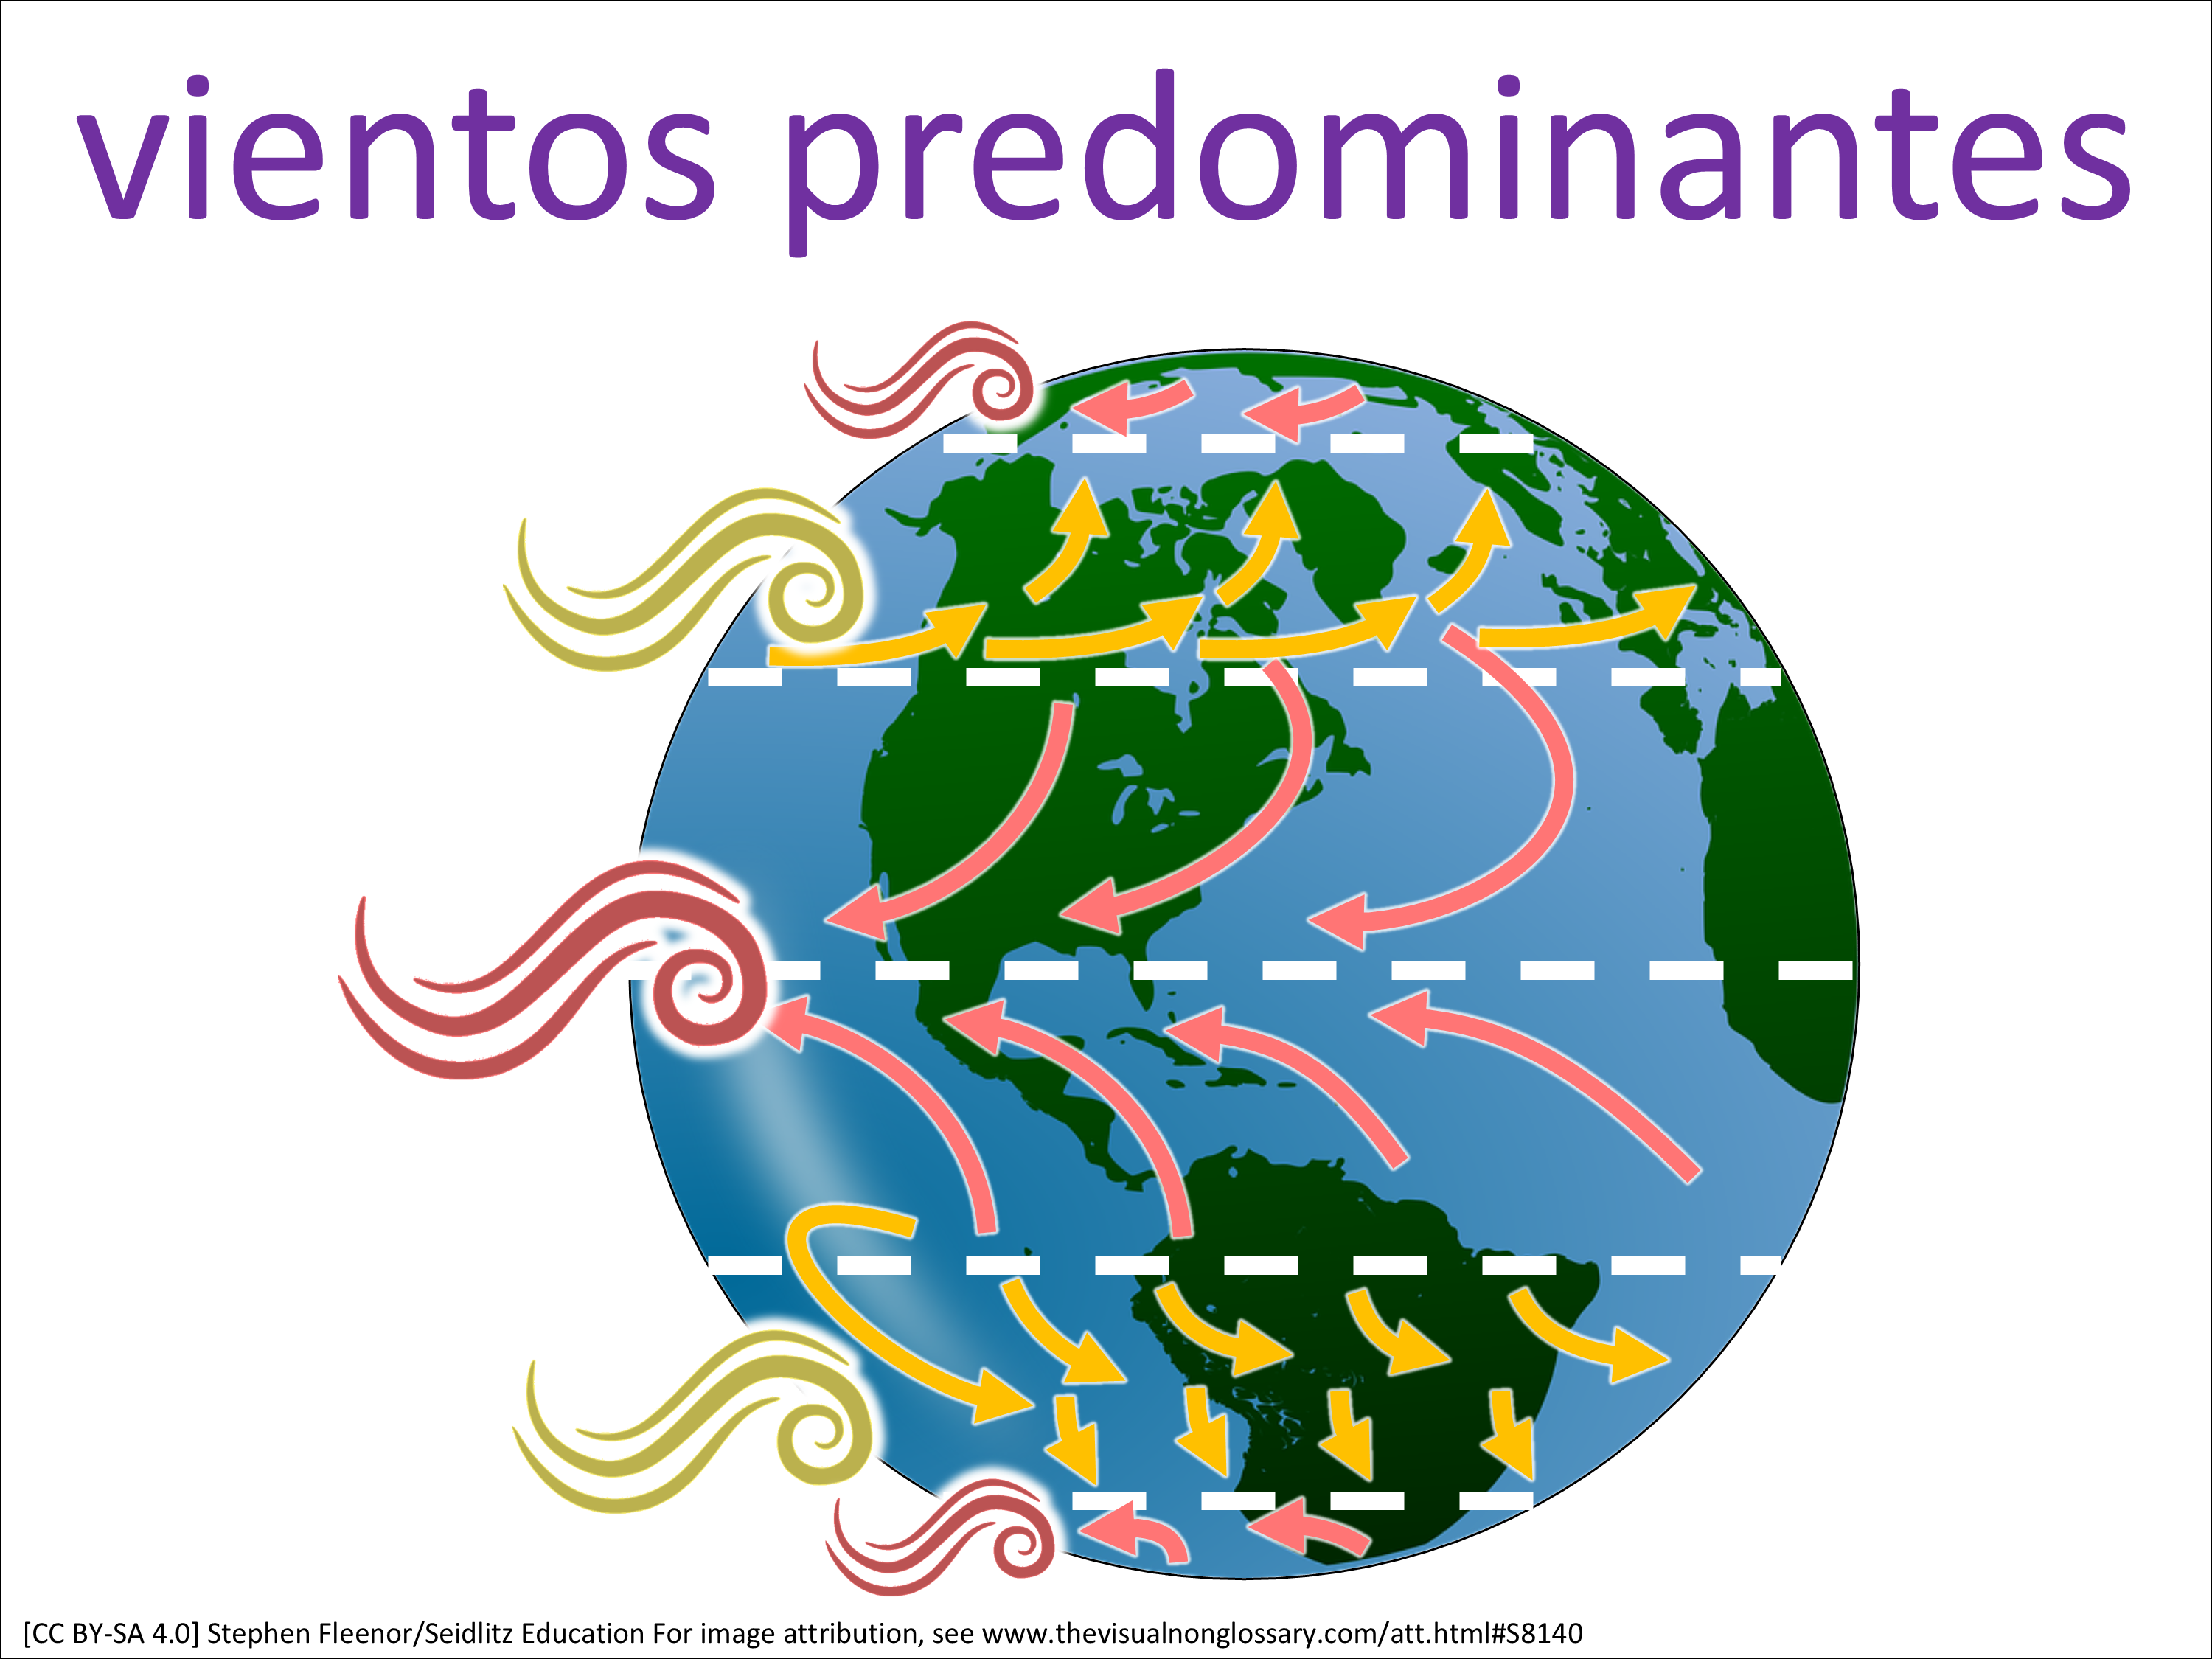 vientos predominantes
[CC BY-SA 4.0] Stephen Fleenor/Seidlitz Education For image attribution, see www.thevisualnonglossary.com/att.html#S8140